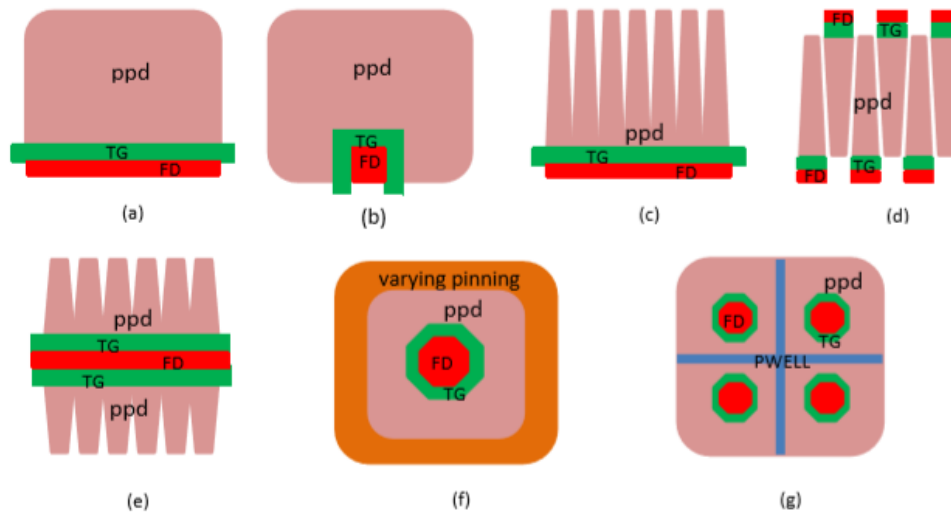 ppd
TG
FD
(a)
ppd
TG
FD
(b)
ppd
TG
FD
(c)
FD
TG
ppd
FD
TG
(d)
ppd
TG
FD
TG
ppd
(e)
varying pinning
ppd
FD
TG
(f)
ppd
FD
TG
PWELL
(g)